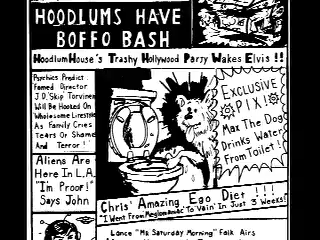 HOODLUMS HAVE
BOFFO BASH
HOODLUMHOUSE'S TRASHY HOLLYWOOD PARTY WAKES ELVIS !!
PSYCHICS PREDICT
FAMED DIRECTOR
J.D. 'SKIP' TORVINEN
WILL BE HOOKED ON
WHOLESOME LIFESTYLE
AS FAMILY CRIES
TEARS OF SHAME
AND TERROR !
ALIENS ARE
HERE IN L.A.
"I'M PROOF!"
SAYS JOHN
EXCLUSIVE
PIX!
MAX THE DOG
DRINKS WATER
FROM TOILET!
CHRIS' AMAZING EGO DIET !!!
"I WENT FROM MEGLOMANIAC TO VAIN IN JUST 3 WEEKS!"
LANCE "MR. SATURDAY MORNING" FALK AIRS